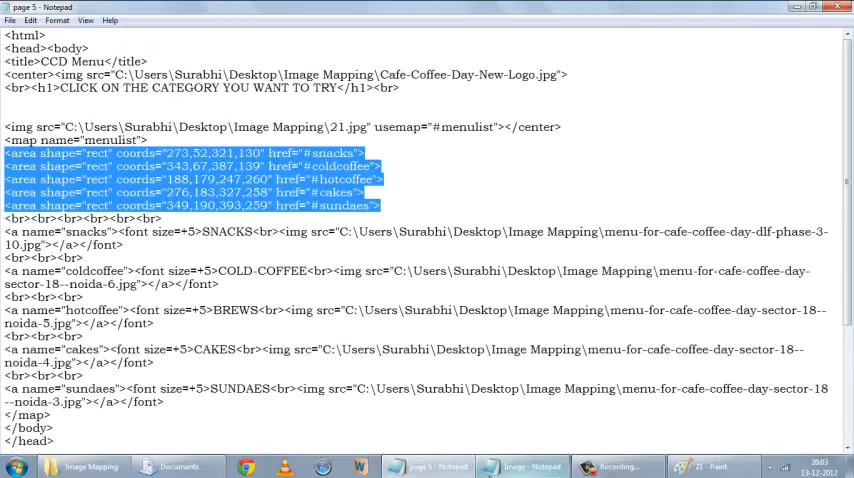 page 5 - Notepad
File Edit Format View Help
<html>
<head><body>
<title>CCD Menu</title>
<center><img src="C:\Users\Surabhi\Desktop\Image Mapping\Cafe-Coffee-Day-New-Logo.jpg">
<br><h1>CLICK ON THE CATEGORY YOU WANT TO TRY</h1><br>
<img src="C:\Users\Surabhi\Desktop\Image Mapping\21.jpg" usemap="#menulist"></center>
<map name="menulist">
<area shape="rect" coords="273,52,321,130" href="#snacks">
<area shape="rect" coords="343,67,387,139" href="#coldcoffee">
<area shape="rect" coords="188,179,247,260" href="#hotcoffee">
<area shape="rect" coords="276,183,327,258" href="#cakes">
<area shape="rect" coords="349,190,393,259" href="#sundaes">
<br><br><br><br><br><br>
<a name="snacks"><font size=+5>SNACKS<br><img src="C:\Users\Surabhi\Desktop\Image Mapping\menu-for-cafe-coffee-day-dlf-phase-3-
10.jpg"></a></font>
<br><br><br>
<a name="coldcoffee"><font size=+5>COLD-COFFEE<br><img src="C:\Users\Surabhi\Desktop\Image Mapping\menu-for-cafe-coffee-day-
sector-18--noida-6.jpg"></a></font>
<br><br><br>
<a name="hotcoffee"><font size=+5>BREWS<br><img src="C:\Users\Surabhi\Desktop\Image Mapping\menu-for-cafe-coffee-day-sector-18--
noida-5.jpg"></a></font>
<br><br><br>
<a name="cakes"><font size=+5>CAKES<br><img src="C:\Users\Surabhi\Desktop\Image Mapping\menu-for-cafe-coffee-day-sector-18--
noida-4.jpg"></a></font>
<br><br><br>
<a name="sundaes"><font size=+5>SUNDAES<br><img src="C:\Users\Surabhi\Desktop\Image Mapping\menu-for-cafe-coffee-day-sector-18
--noida-3.jpg"></a></font>
</map>
</body>
</head>
Image Mapping Documents page 5 - Notepad Image - Notepad Recording... 21 - Paint 20:03
13-12-2012